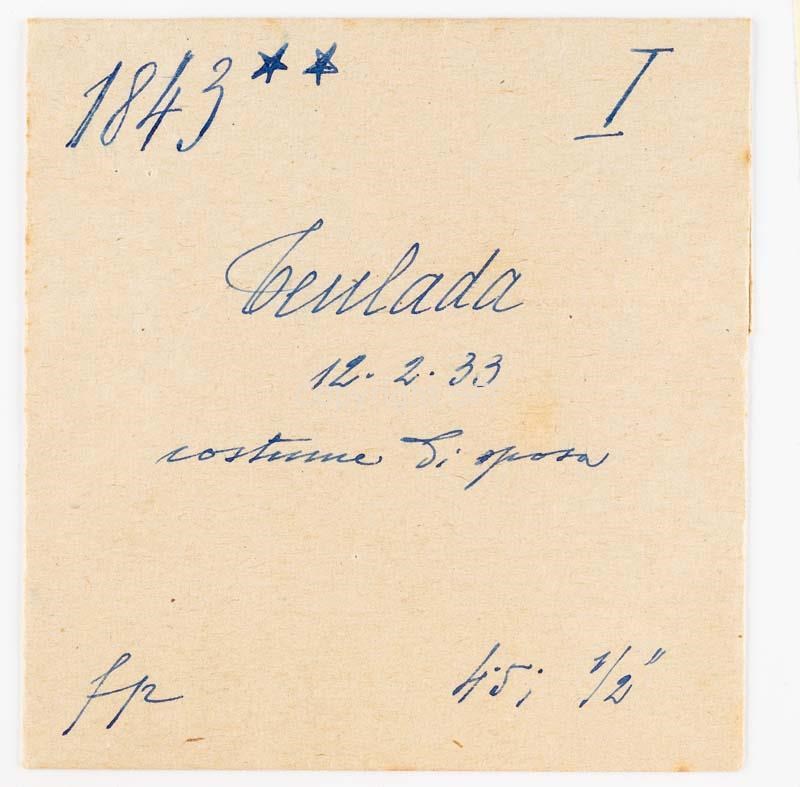 1843** I
Teulada
12. 2. 33
costume di sposa
fp 4.5; 1/2"